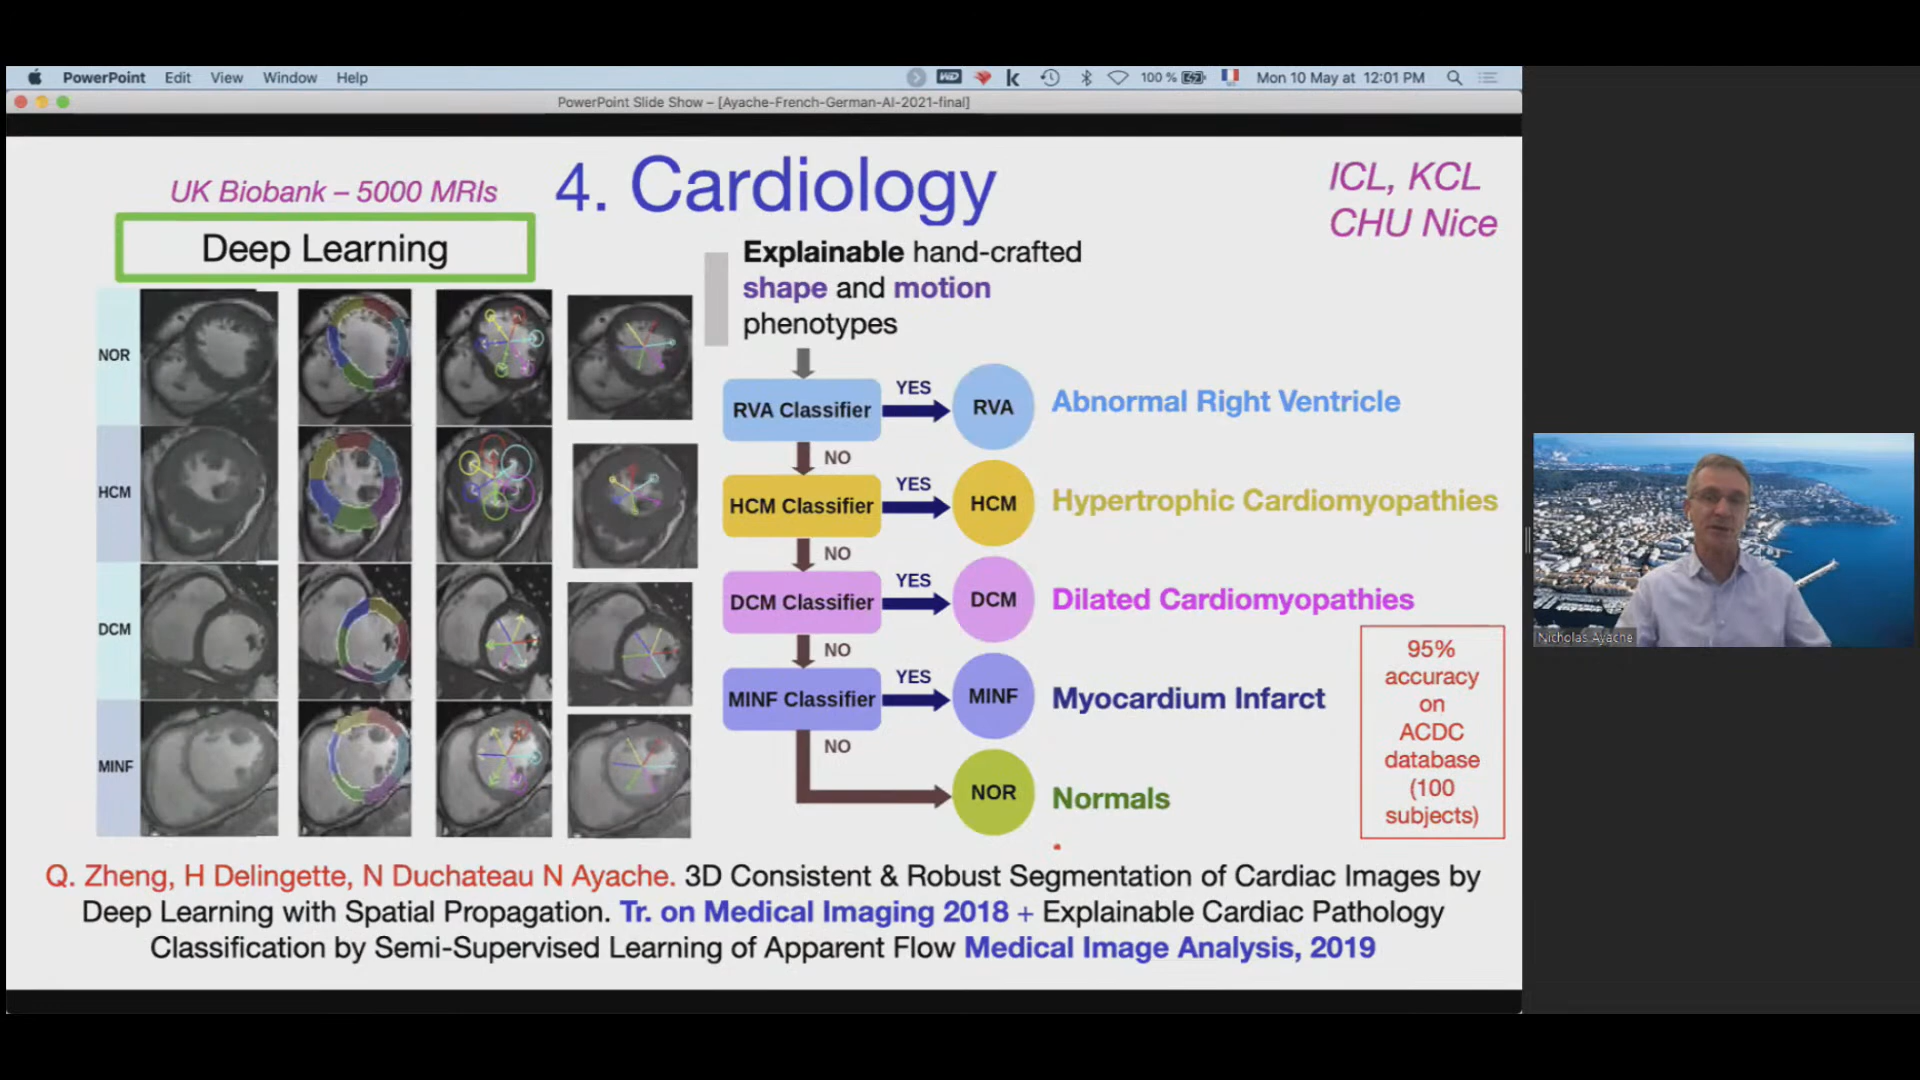 PowerPoint Edit View Window Help
100 % Mon 10 May at 12:01 PM
PowerPoint Slide Show – [Ayache-French-German-AI-2021-final]
UK Biobank – 5000 MRIs
4. Cardiology
ICL, KCL
CHU Nice
Deep Learning
Explainable hand-crafted
shape and motion
phenotypes
NOR
HCM
DCM
MINF
RVA Classifier
YES
RVA
Abnormal Right Ventricle
NO
HCM Classifier
YES
HCM
Hypertrophic Cardiomyopathies
NO
DCM Classifier
YES
DCM
Dilated Cardiomyopathies
NO
MINF Classifier
YES
MINF
Myocardium Infarct
NO
NOR
Normals
95%
accuracy
on
ACDC
database
(100
subjects)
Q. Zheng, H Delingette, N Duchateau N Ayache. 3D Consistent & Robust Segmentation of Cardiac Images by
Deep Learning with Spatial Propagation. Tr. on Medical Imaging 2018 + Explainable Cardiac Pathology
Classification by Semi-Supervised Learning of Apparent Flow Medical Image Analysis, 2019
Nicholas Ayache